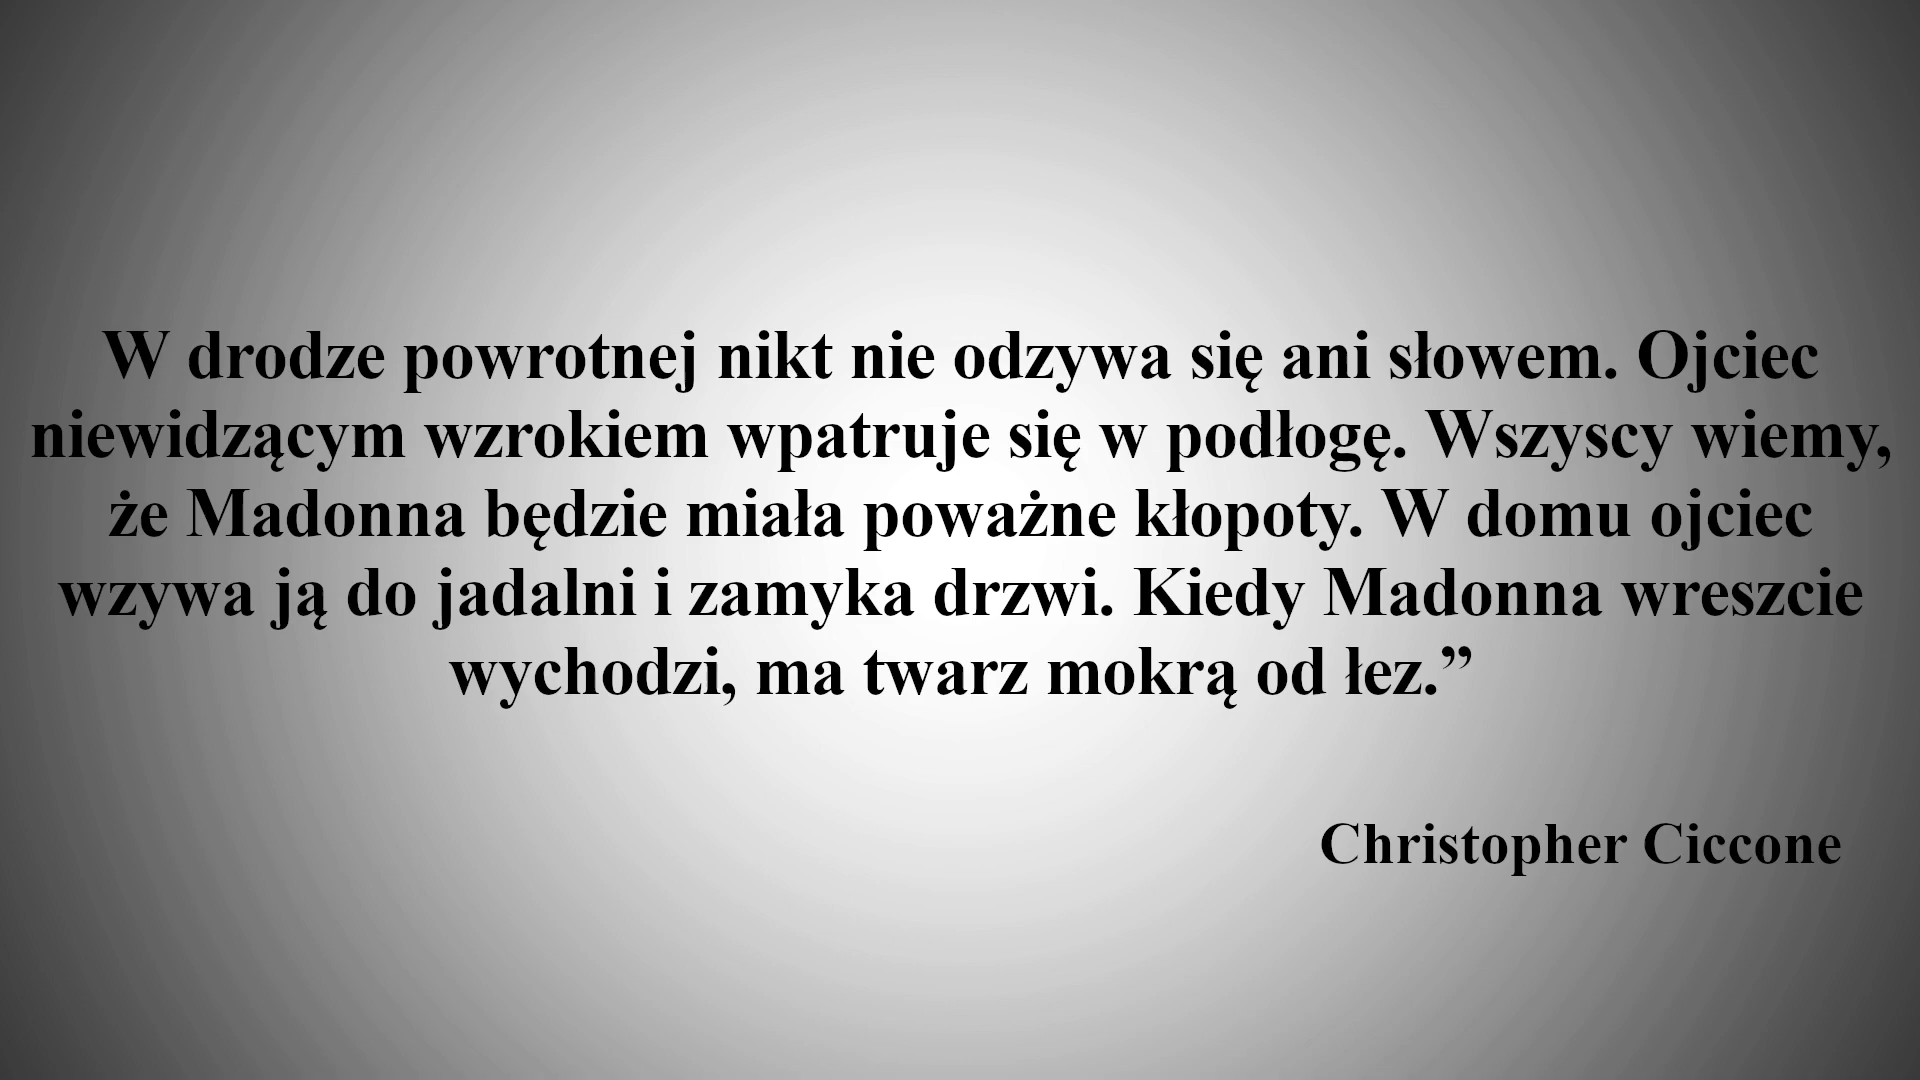 W drodze powrotnej nikt nie odzywa się ani słowem. Ojciec
niewidzącym wzrokiem wpatruje się w podłogę. Wszyscy wiemy,
że Madonna będzie miała poważne kłopoty. W domu ojciec
wzywa ją do jadalni i zamyka drzwi. Kiedy Madonna wreszcie
wychodzi, ma twarz mokrą od łez.”
Christopher Ciccone